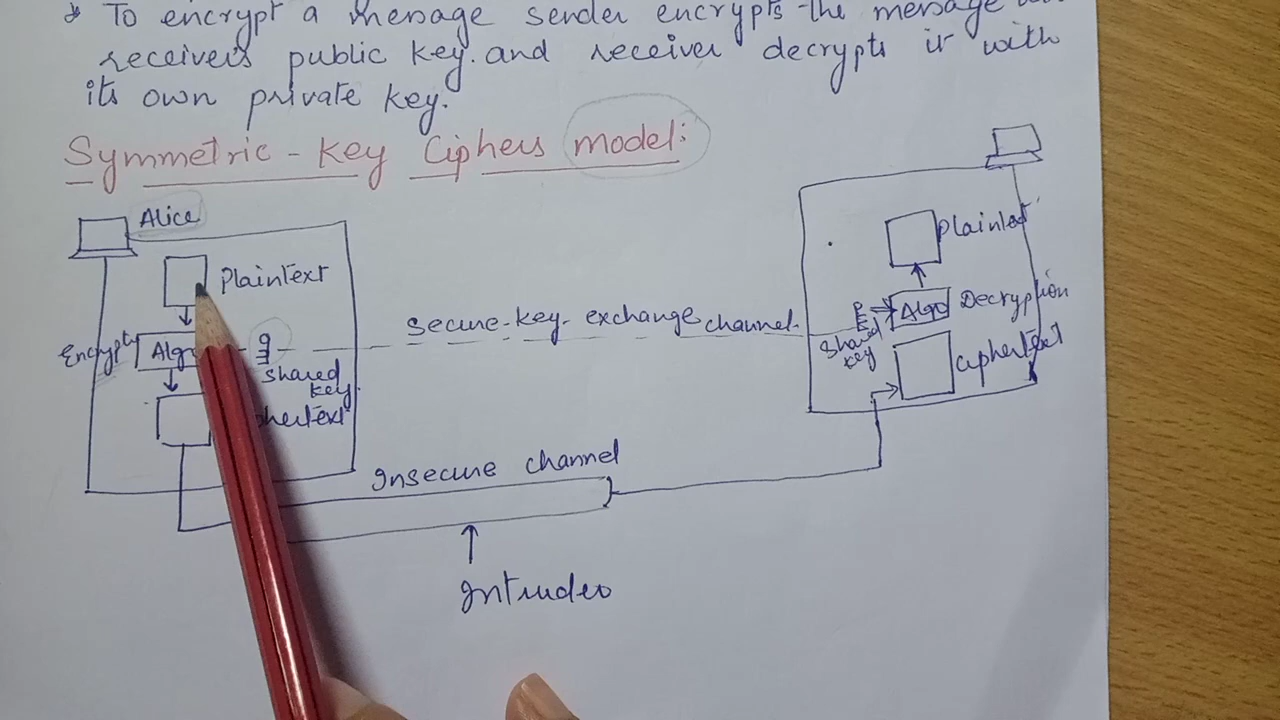 * To encrypt a message sender encrypts the message
receiver's public key. and receiver decrypts it with
its own private key.
Symmetric-key Ciphers model:
Alice
Plaintext
Encrypt
Algo
shared
key
Secure-key-exchange channel
Plaintext
Algo Decryption
Shared
key
Ciphertext
Insecure channel
Intruder